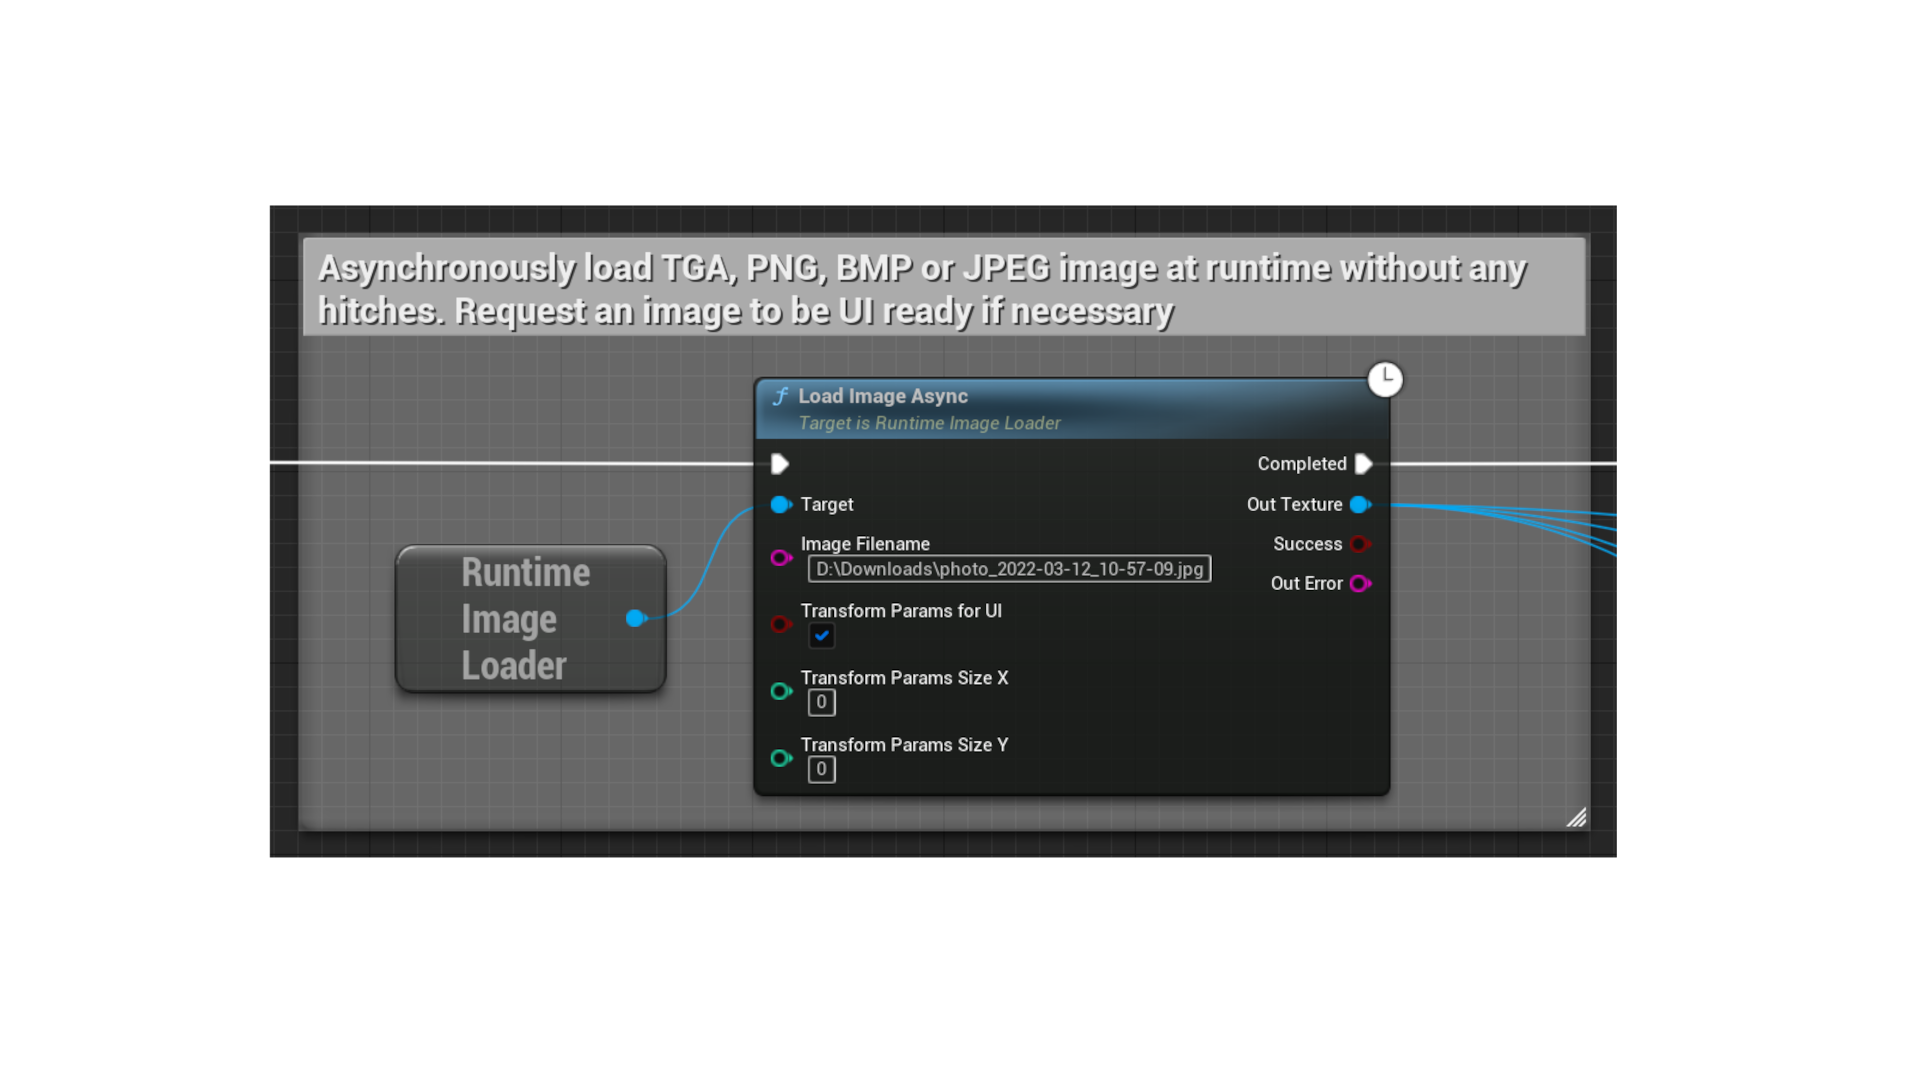 Asynchronously load TGA, PNG, BMP or JPEG image at runtime without any
hitches. Request an image to be UI ready if necessary
f Load Image Async
Target is Runtime Image Loader
Completed
Target
Out Texture
Image Filename
D:\Downloads\photo_2022-03-12_10-57-09.jpg
Success
Out Error
Transform Params for UI
Transform Params Size X
0
Transform Params Size Y
0
Runtime
Image
Loader